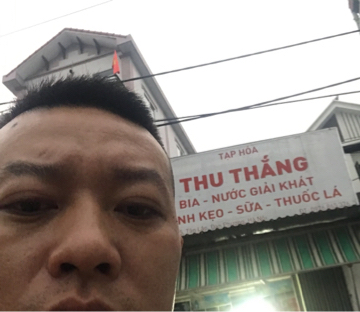 TẠP HÓA
THU THẮNG
BIA - NƯỚC GIẢI KHÁT
NH KẸO - SỮA - THUỐC LÁ